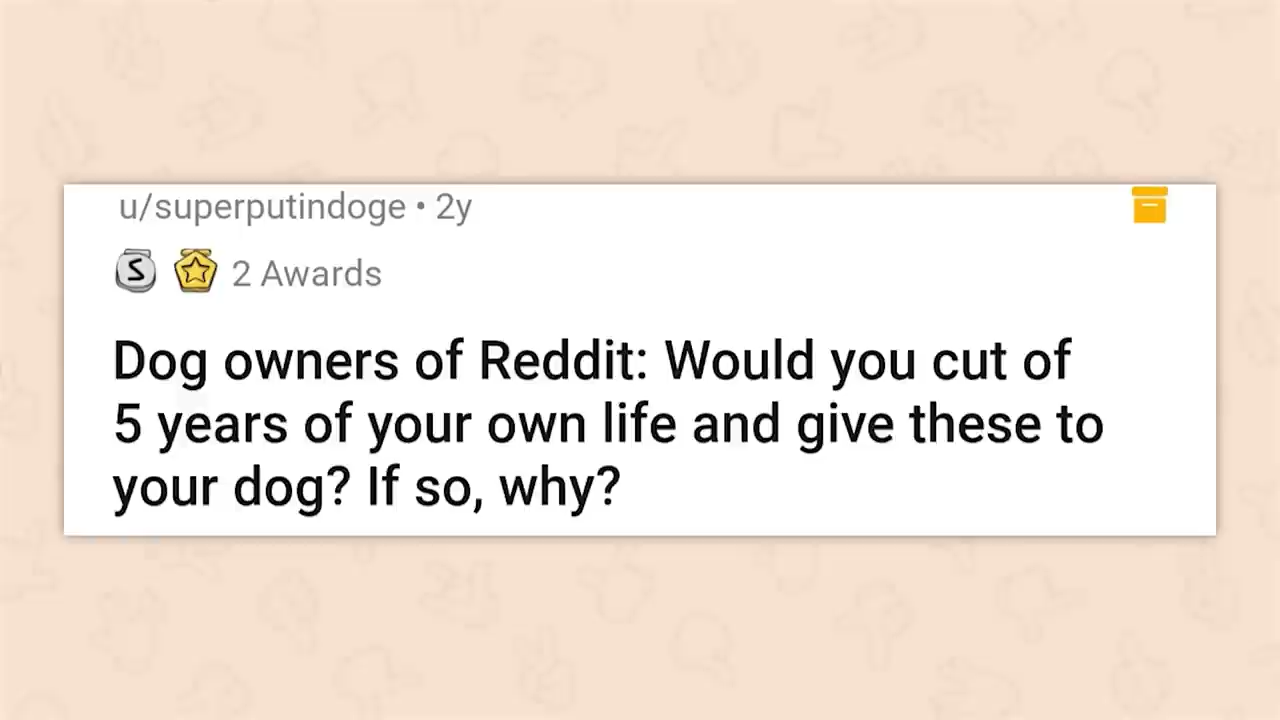 u/superputindoge • 2y
2 Awards
Dog owners of Reddit: Would you cut of
5 years of your own life and give these to
your dog? If so, why?